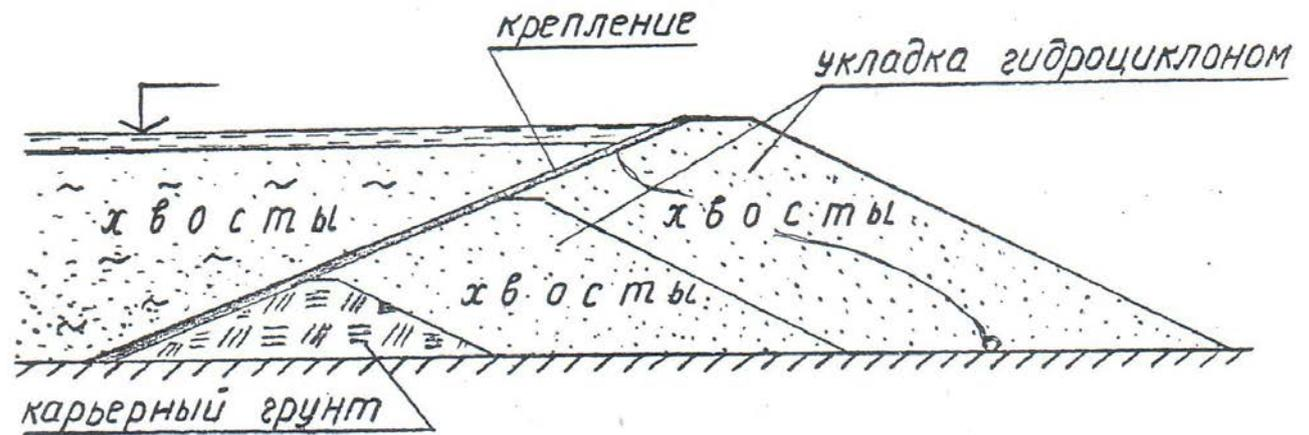 крепление
укладка гидроциклоном
хвосты
хвосты
хвосты
карьерный грунт